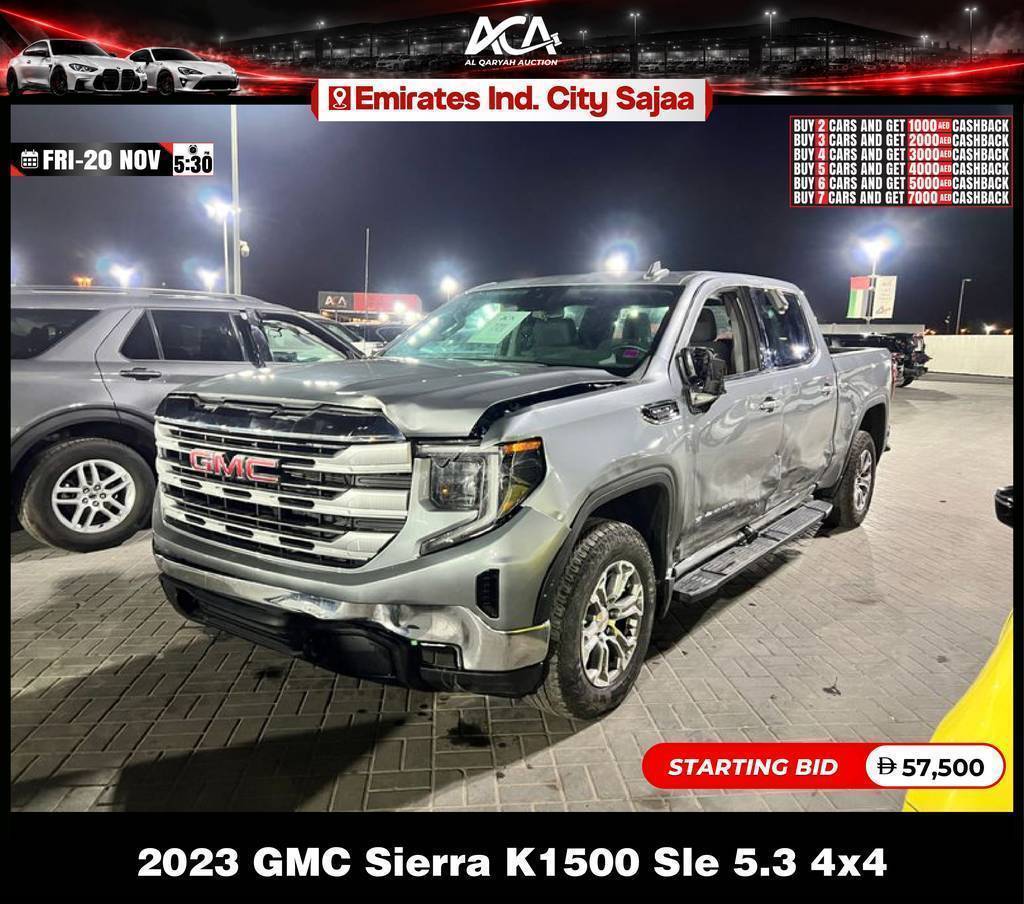 ACA
AL QARYAH AUCTION
Emirates Ind. City Sajaa
FRI-20 NOV 5:30 PM
BUY 2 CARS AND GET 1000 AED CASHBACK
BUY 3 CARS AND GET 2000 AED CASHBACK
BUY 4 CARS AND GET 3000 AED CASHBACK
BUY 5 CARS AND GET 4000 AED CASHBACK
BUY 6 CARS AND GET 5000 AED CASHBACK
BUY 7 CARS AND GET 7000 AED CASHBACK
ACA
GMC
STARTING BID 57,500
2023 GMC Sierra K1500 Sle 5.3 4x4